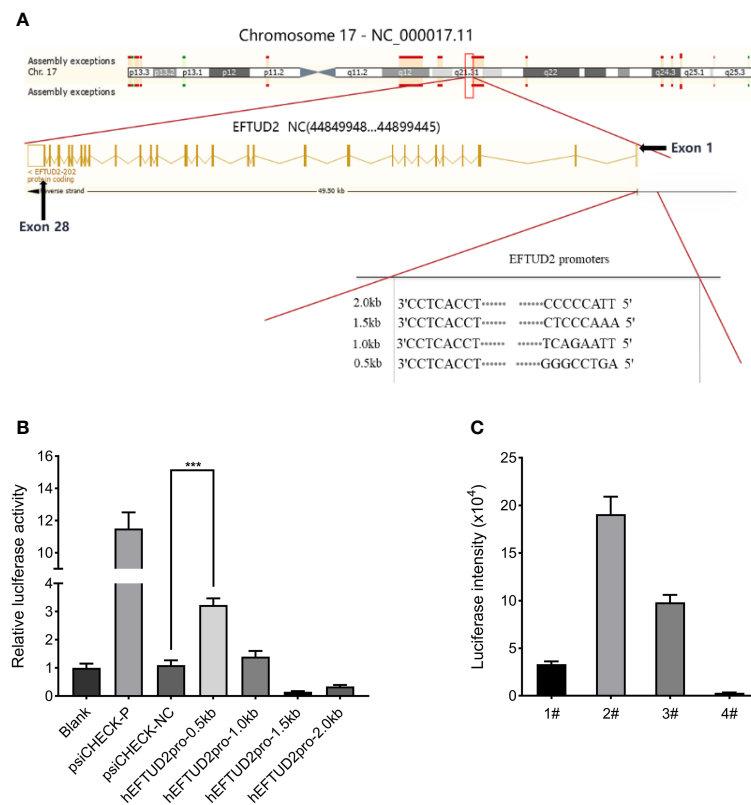 A
Chromosome 17 - NC_000017.11
Assembly exceptions
Chr. 17
p13.3 p13.2 p13.1 p12 p11.2 q11.2 q12 q21.31 q22 q24.3 q25.1 q25.3
Assembly exceptions
EFTUD2 NC(44849948...44899445)
Exon 1
< EFTUD2-202
protein coding
reverse strand
49.50 kb
Exon 28
EFTUD2 promoters
2.0kb 3'CCTCACCT•••••• ••••••CCCCCATT 5'
1.5kb 3'CCTCACCT•••••• ••••••CTCCCAAA 5'
1.0kb 3'CCTCACCT•••••• ••••••TCAGAATT 5'
0.5kb 3'CCTCACCT•••••• ••••••GGGCCTGA 5'
B
Relative luciferase activity
16
14
12
10
8
4
3
2
1
0
***
Blank
psiCHECK-P
psiCHECK-NC
hEFTUD2pro-0.5kb
hEFTUD2pro-1.0kb
hEFTUD2pro-1.5kb
hEFTUD2pro-2.0kb
C
Luciferase intensity (x10⁴)
25
20
15
10
5
0
1# 2# 3# 4#